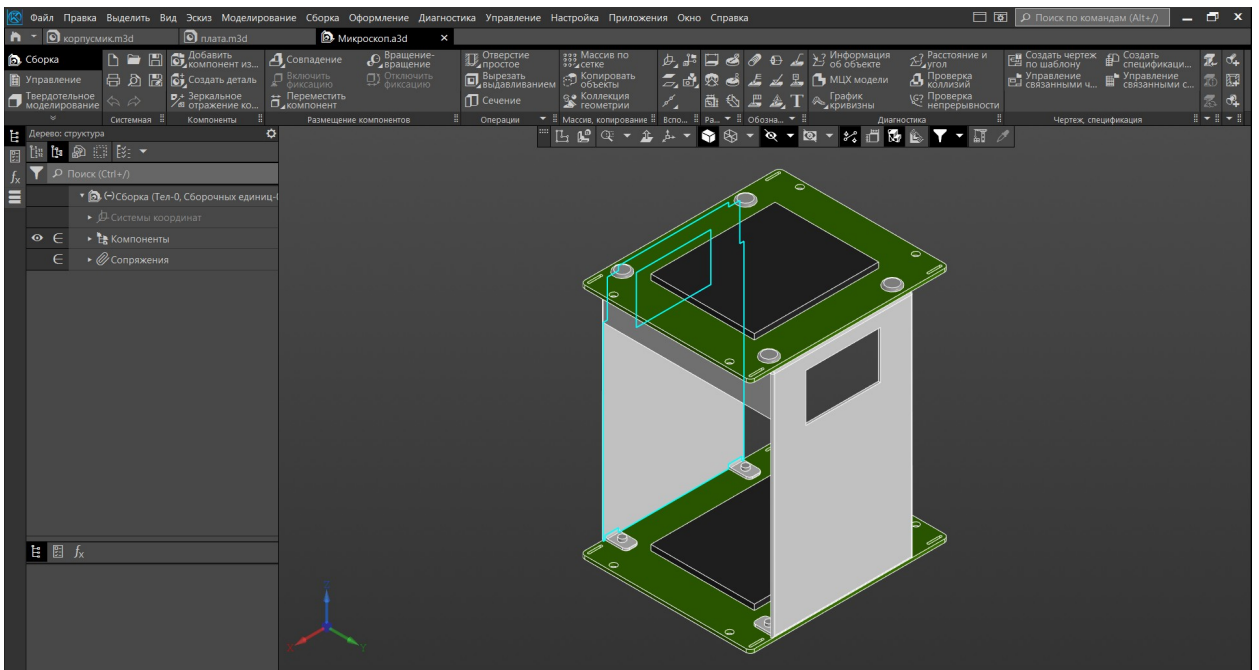 Файл Правка Выделить Вид Эскиз Моделирование Сборка Оформление Диагностика Управление Настройка Приложения Окно Справка
Поиск по командам (Alt+/)
корпусмик.m3d
плата.m3d
Микроскоп.a3d
Сборка
Управление
Твердотельное моделирование
Системная
Добавить компонент из...
Создать деталь
Зеркальное отражение ко...
Компоненты
Совпадение
Включить фиксацию
Переместить компонент
Вращение-вращение
Отключить фиксацию
Размещение компонентов
Отверстие простое
Вырезать выдавливанием
Сечение
Операции
Массив по сетке
Копировать объекты
Коллекция геометрии
Массив, копирование
Вспо...
Ра...
Обозна...
Информация об объекте
МЦХ модели
График кривизны
Расстояние и угол
Проверка коллизий
Проверка непрерывности
Диагностика
Создать чертеж по шаблону
Управление связанными ч...
Создать спецификаци...
Управление связанными с...
Чертеж, спецификация
Дерево: структура
Поиск (Ctrl+/)
(-)Сборка (Тел-0, Сборочных единиц-
Системы координат
Компоненты
Сопряжения